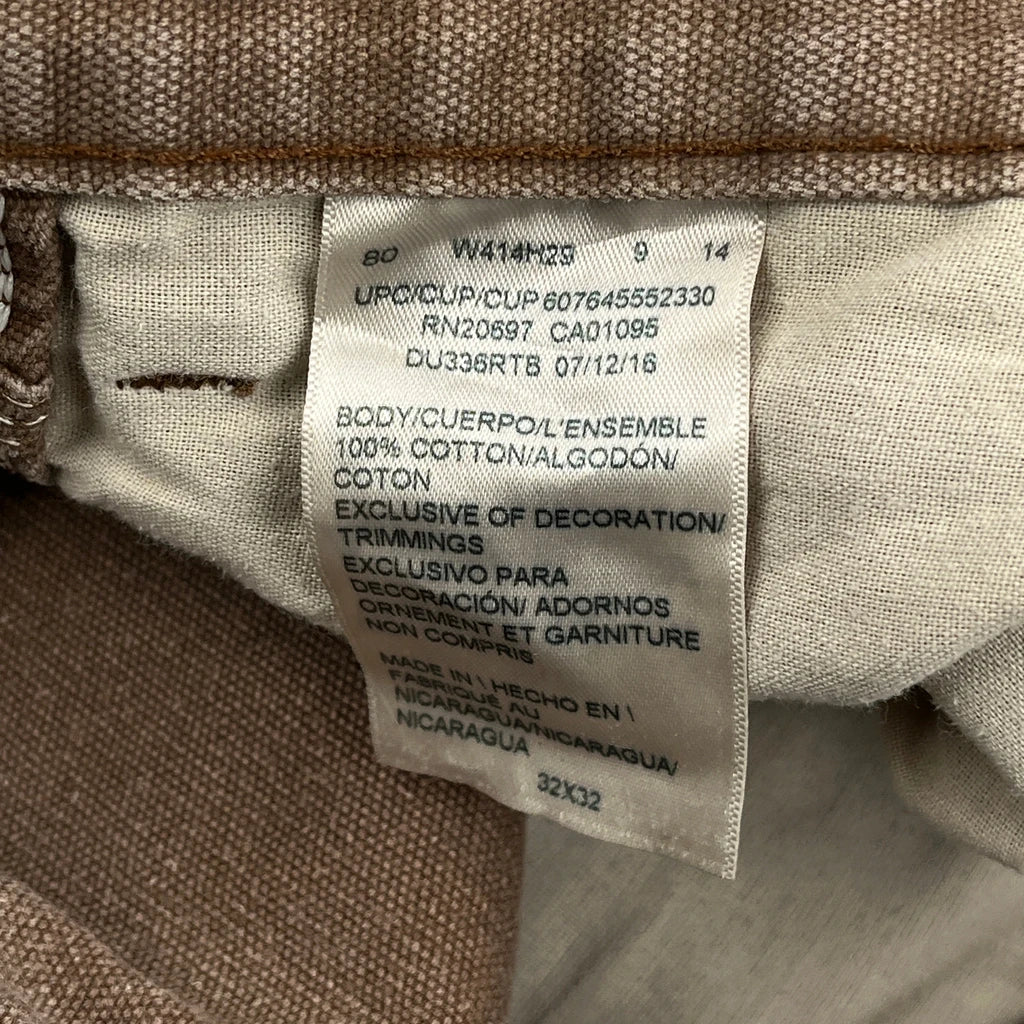 80 W414H29 9 14
UPC/CUP/CUP 607645552330
RN20697 CA01095
DU336RTB 07/12/16
BODY/CUERPO/L'ENSEMBLE
100% COTTON/ALGODÓN/
COTON
EXCLUSIVE OF DECORATION/
TRIMMINGS
EXCLUSIVO PARA
DECORACIÓN/ ADORNOS
ORNEMENT ET GARNITURE
NON COMPRIS
MADE IN \ HECHO EN \
FABRIQUÉ AU
NICARAGUA/NICARAGUA/
NICARAGUA
32X32